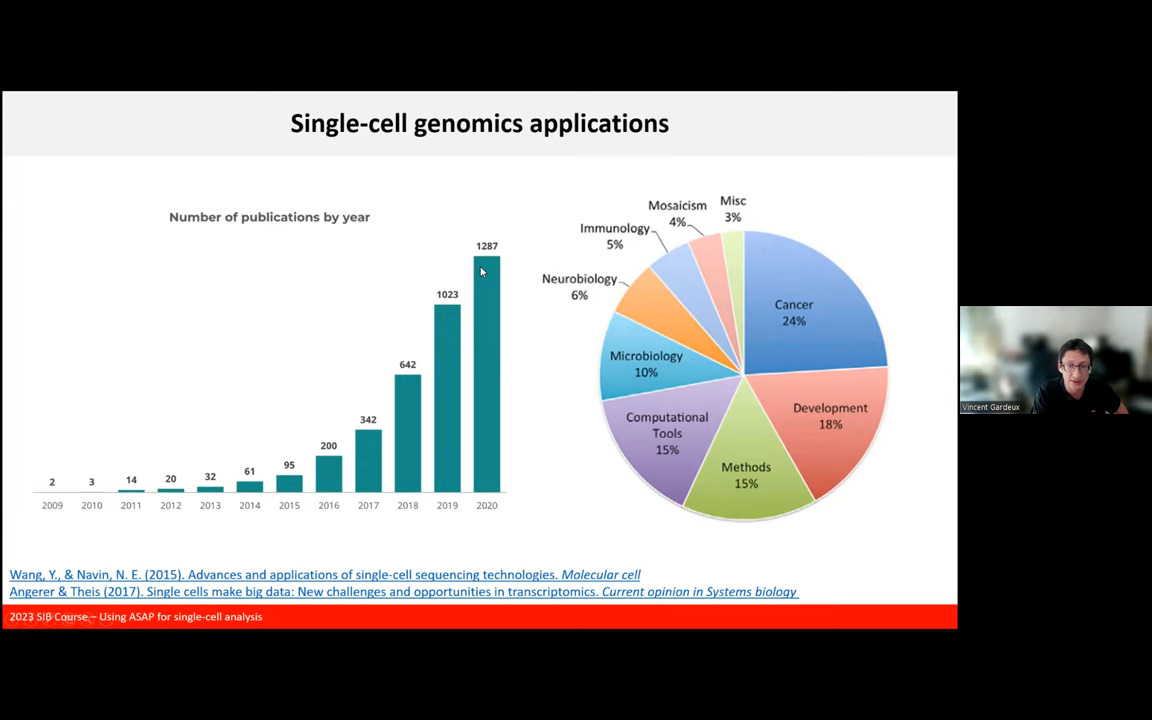 Single-cell genomics applications
Number of publications by year
2
3
14
20
32
61
95
200
342
642
1023
1287
2009
2010
2011
2012
2013
2014
2015
2016
2017
2018
2019
2020
Misc
3%
Mosaicism
4%
Immunology
5%
Neurobiology
6%
Microbiology
10%
Computational
Tools
15%
Methods
15%
Development
18%
Cancer
24%
Vincent Gardeux
Wang, Y., & Navin, N. E. (2015). Advances and applications of single-cell sequencing technologies. Molecular cell
Angerer & Theis (2017). Single cells make big data: New challenges and opportunities in transcriptomics. Current opinion in Systems biology
2023 SIB Course – Using ASAP for single-cell analysis